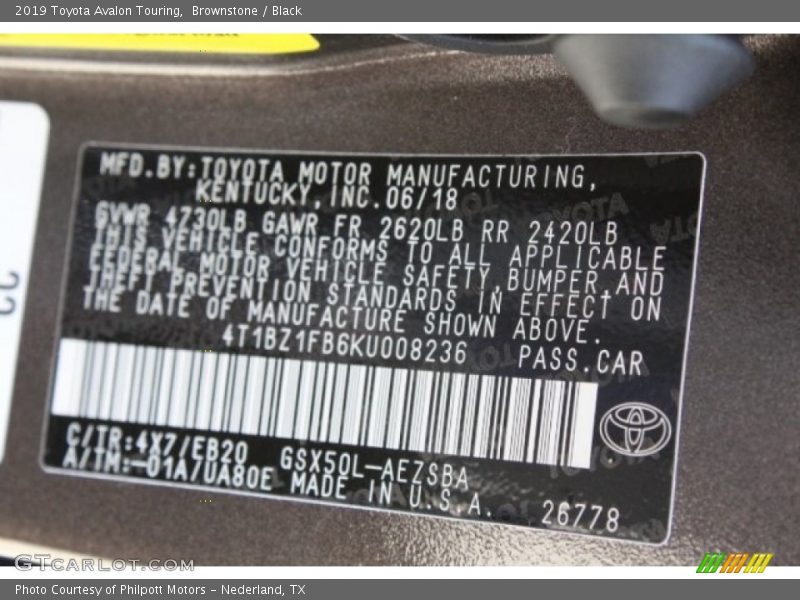 2019 Toyota Avalon Touring,  Brownstone / Black
MFD.BY:TOYOTA MOTOR MANUFACTURING,
KENTUCKY,INC.06/18
GVWR 4730LB GAWR FR 2620LB RR 2420LB
THIS VEHICLE CONFORMS TO ALL APPLICABLE
FEDERAL MOTOR VEHICLE SAFETY,BUMPER,AND
THEFT PREVENTION STANDARDS IN EFFECT ON
THE DATE OF MANUFACTURE SHOWN ABOVE.
4T1BZ1FB6KU008236 PASS.CAR
C/TR:4X7/EB20 GSX50L-AEZSBA
A/TM:-01A/UA80E MADE IN U.S.A. 26778
GTCARLOT.COM
Photo Courtesy of Philpott Motors - Nederland, TX